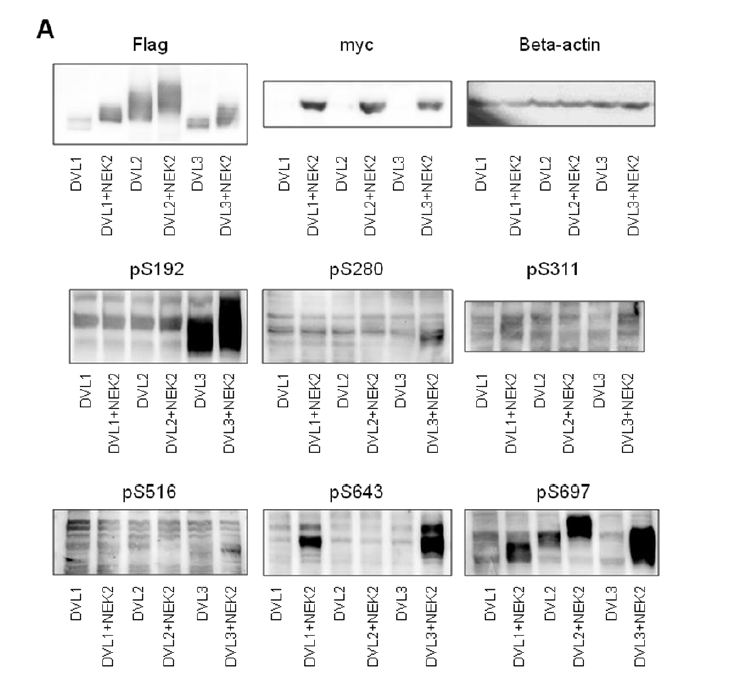 A
Flag myc Beta-actin
DVL1 DVL1+NEK2 DVL2 DVL2+NEK2 DVL3 DVL3+NEK2 DVL1 DVL1+NEK2 DVL2 DVL2+NEK2 DVL3 DVL3+NEK2 DVL1 DVL1+NEK2 DVL2 DVL2+NEK2 DVL3 DVL3+NEK2
pS192 pS280 pS311
DVL1 DVL1+NEK2 DVL2 DVL2+NEK2 DVL3 DVL3+NEK2 DVL1 DVL1+NEK2 DVL2 DVL2+NEK2 DVL3 DVL3+NEK2 DVL1 DVL1+NEK2 DVL2 DVL2+NEK2 DVL3 DVL3+NEK2
pS516 pS643 pS697
DVL1 DVL1+NEK2 DVL2 DVL2+NEK2 DVL3 DVL3+NEK2 DVL1 DVL1+NEK2 DVL2 DVL2+NEK2 DVL3 DVL3+NEK2 DVL1 DVL1+NEK2 DVL2 DVL2+NEK2 DVL3 DVL3+NEK2